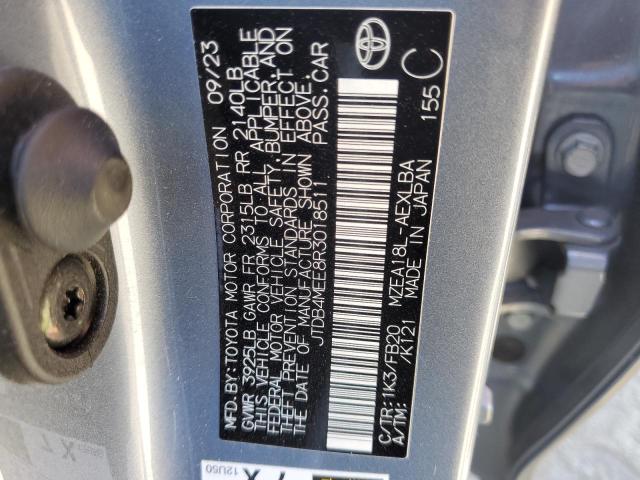 MFD.BY:TOYOTA MOTOR CORPORATION 09/23
GVWR 3925LB GAWR FR 2315LB RR 2140LB
THIS VEHICLE CONFORMS TO ALL APPLICABLE
FEDERAL MOTOR VEHICLE SAFETY, BUMPER, AND
THEFT PREVENTION STANDARDS IN EFFECT ON
THE DATE OF MANUFACTURE SHOWN ABOVE.
JTDB4MEE8R3018511 PASS.CAR
C/TR:1K3/FB20 MZEA18L-AEXLBA
A/TM: /K121 MADE IN JAPAN 155 C
12U50